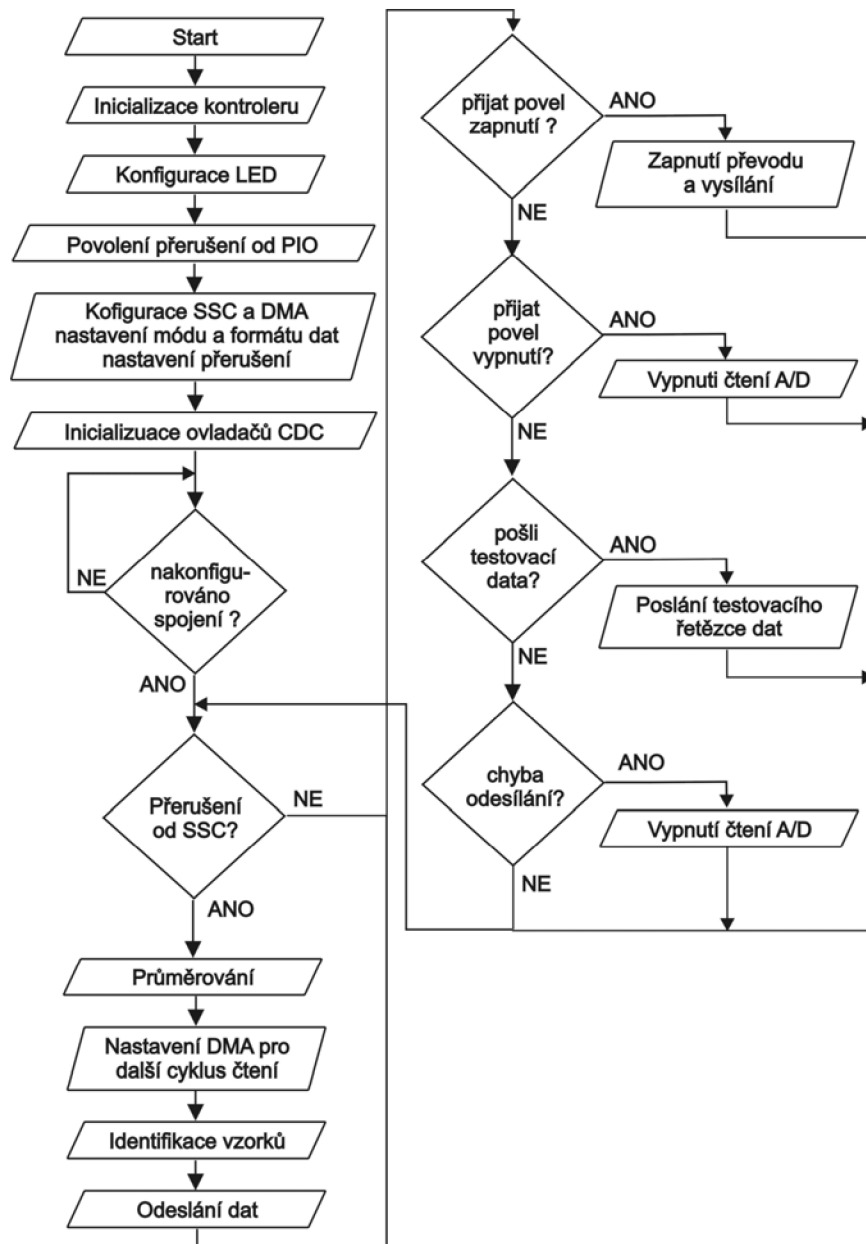 Start
Inicializace kontroleru
Konfigurace LED
Povolení přerušení od PIO
Kofigurace SSC a DMA
nastavení módu a formátu dat
nastavení přerušení
Inicializuace ovladačů CDC
NE
nakonfigu-
rováno
spojení ?
ANO
Přerušení
od SSC?
NE
ANO
Průměrování
Nastavení DMA pro
další cyklus čtení
Identifikace vzorků
Odeslání dat
přijat povel
zapnutí ?
ANO
Zapnutí převodu
a vysílání
NE
přijat
povel
vypnutí?
ANO
Vypnuti čtení A/D
NE
pošli
testovací
data?
ANO
Poslání testovacího
řetězce dat
NE
chyba
odesílání?
ANO
Vypnutí čtení A/D
NE